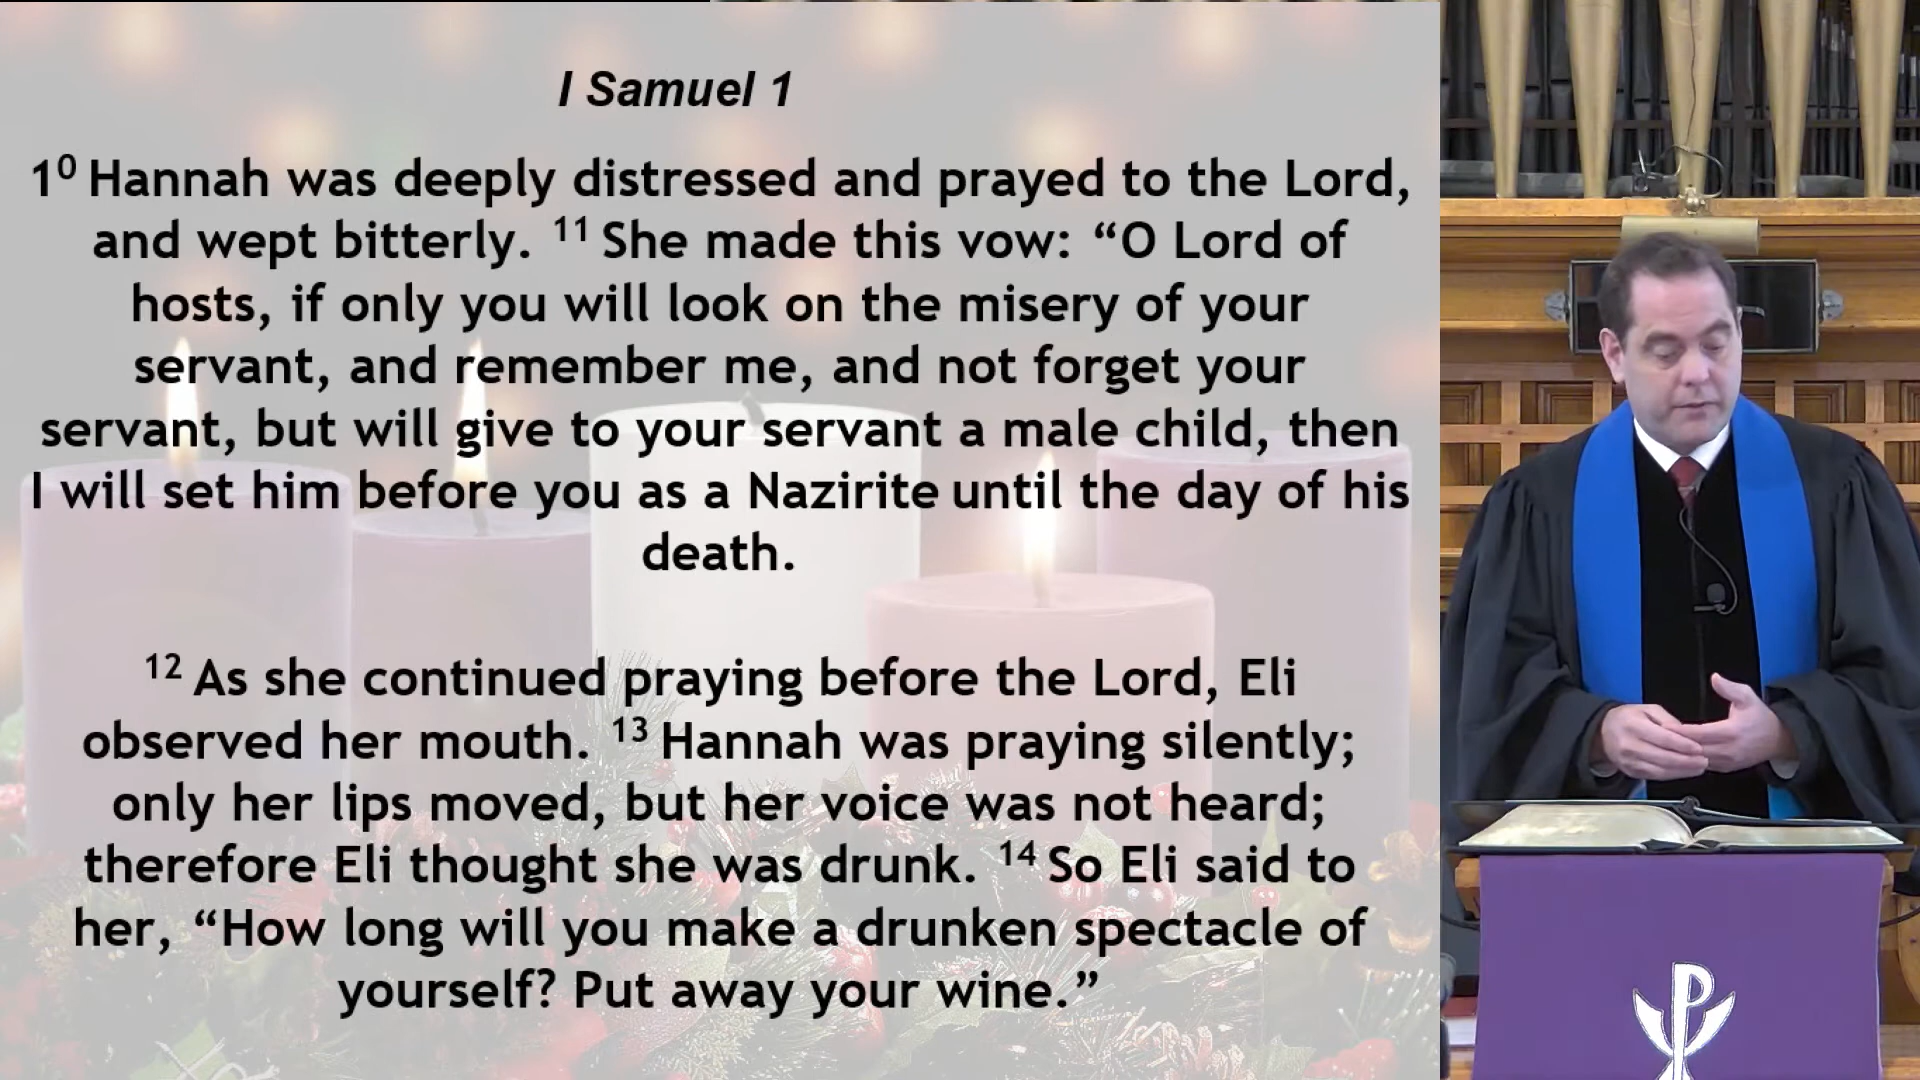 I Samuel 1
10 Hannah was deeply distressed and prayed to the Lord,
and wept bitterly. 11 She made this vow: “O Lord of
hosts, if only you will look on the misery of your
servant, and remember me, and not forget your
servant, but will give to your servant a male child, then
I will set him before you as a Nazirite until the day of his
death.
12 As she continued praying before the Lord, Eli
observed her mouth. 13 Hannah was praying silently;
only her lips moved, but her voice was not heard;
therefore Eli thought she was drunk. 14 So Eli said to
her, “How long will you make a drunken spectacle of
yourself? Put away your wine.”